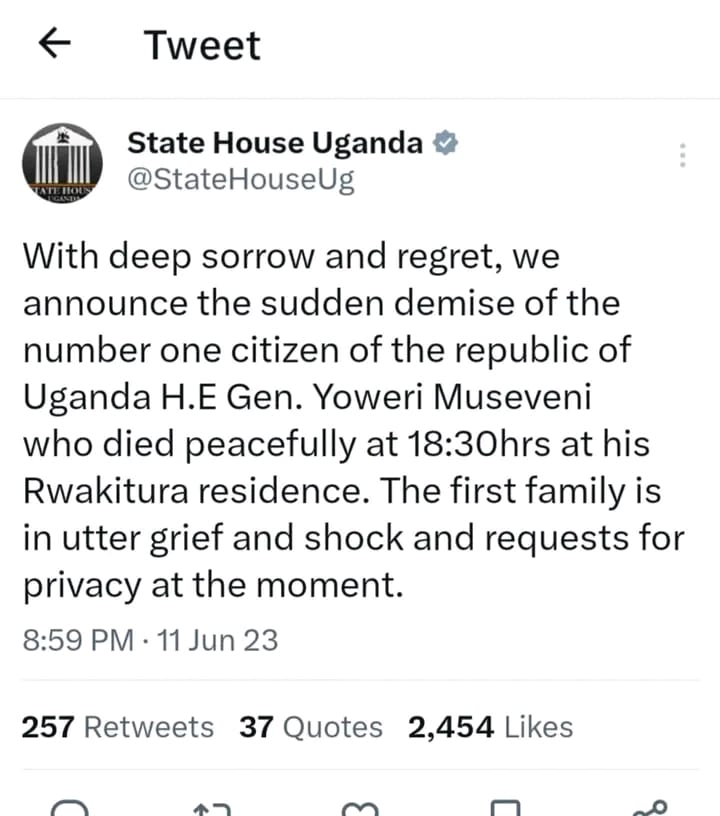 Tweet
State House Uganda
@StateHouseUg
TATE HOUS
UGANDA
With deep sorrow and regret, we
announce the sudden demise of the
number one citizen of the republic of
Uganda H.E Gen. Yoweri Museveni
who died peacefully at 18:30hrs at his
Rwakitura residence. The first family is
in utter grief and shock and requests for
privacy at the moment.
8:59 PM · 11 Jun 23
257 Retweets 37 Quotes 2,454 Likes